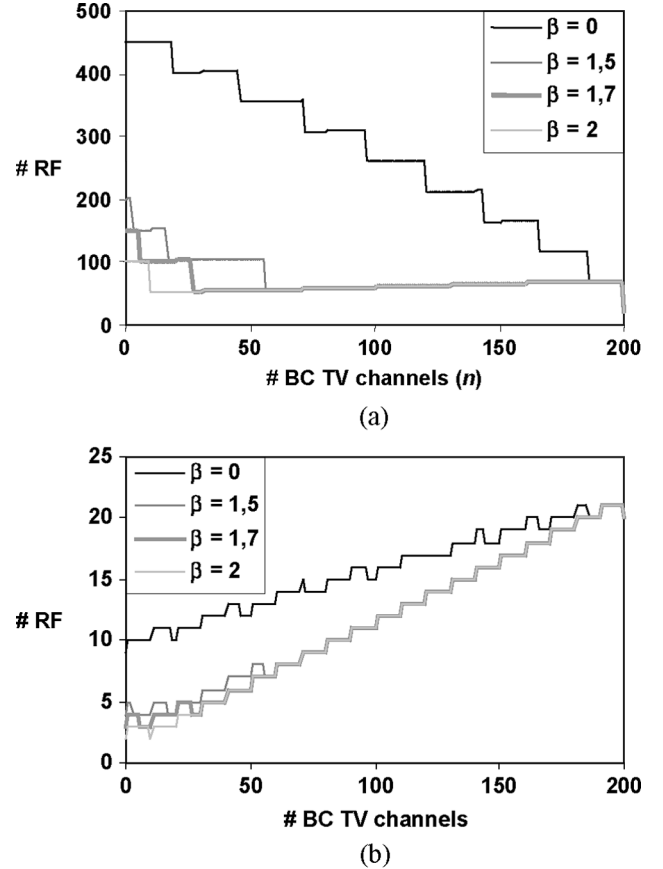 500
400
300
200
100
0
# RF
β = 0
β = 1,5
β = 1,7
β = 2
0 50 100 150 200
# BC TV channels (n)
(a)
25
20
15
10
5
0
# RF
β = 0
β = 1,5
β = 1,7
β = 2
0 50 100 150 200
# BC TV channels
(b)